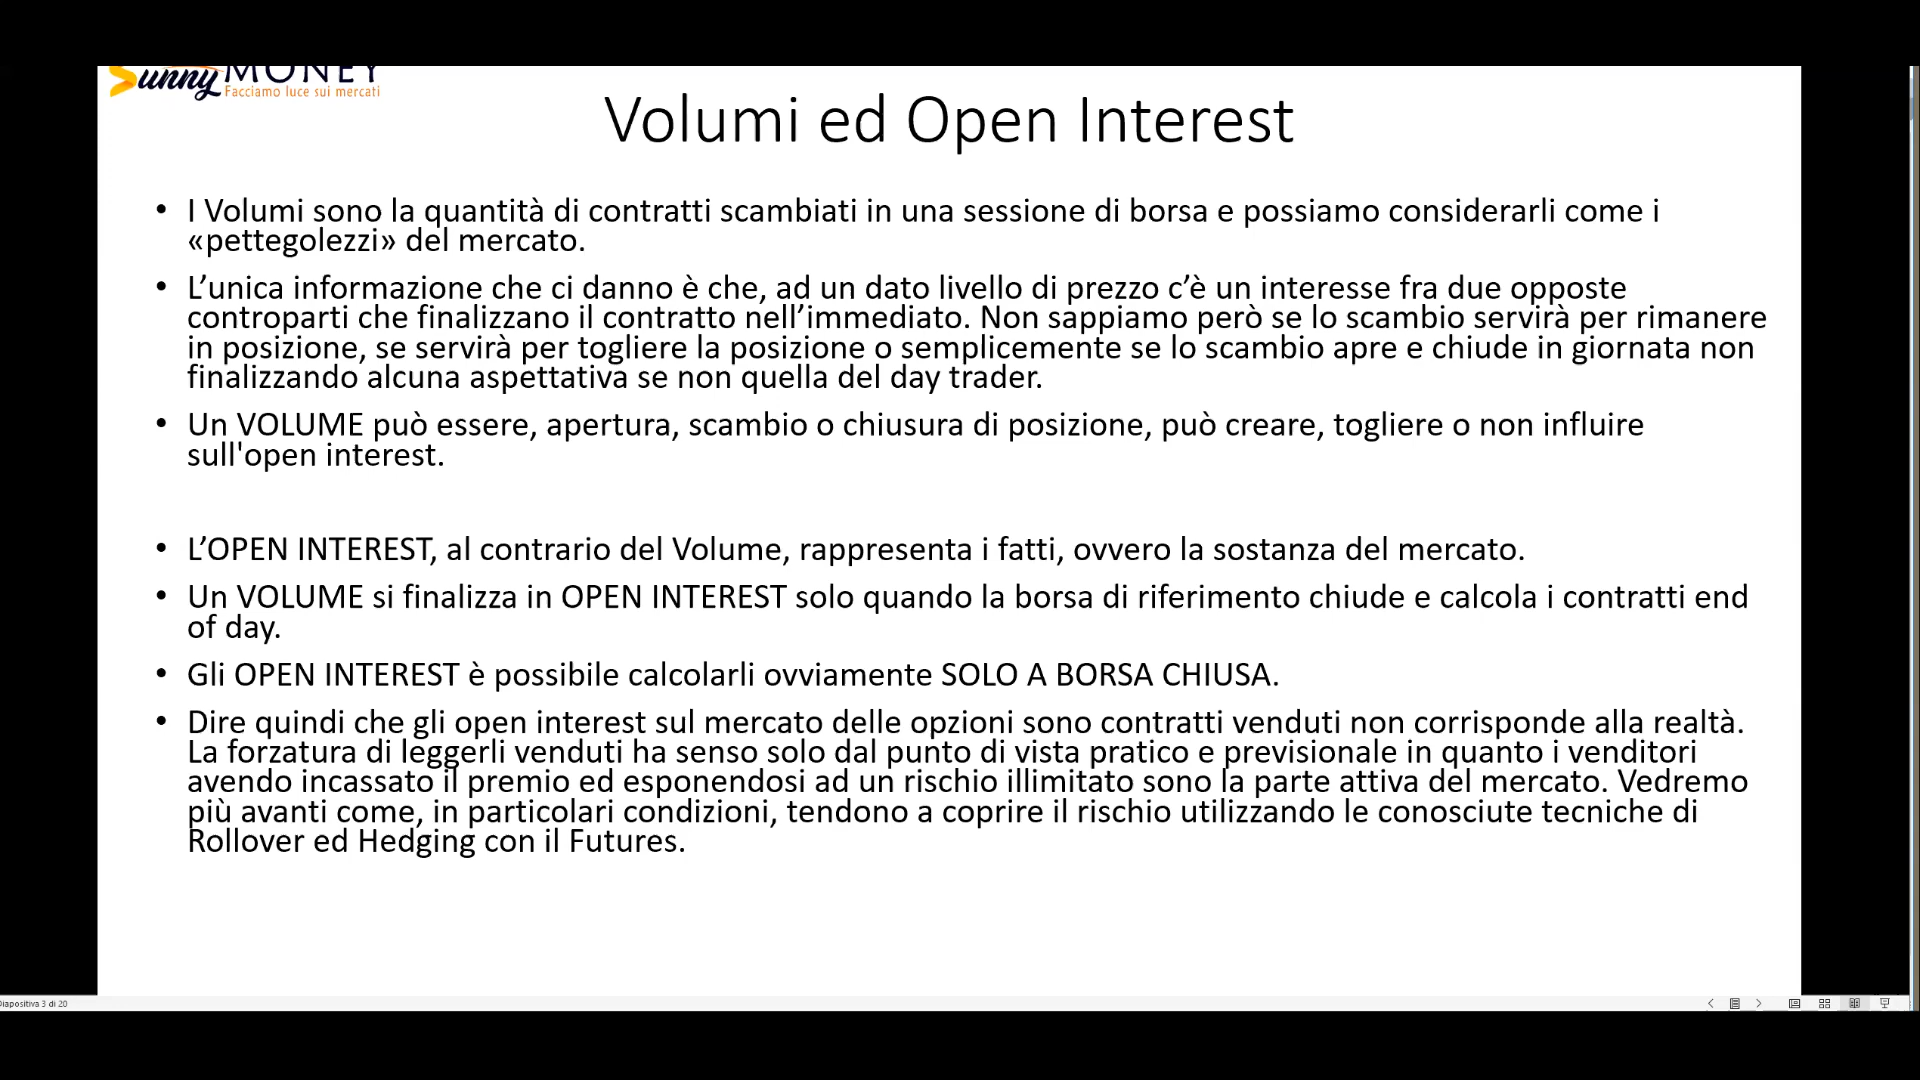 Sunny MONEY
Facciamo luce sui mercati
Volumi ed Open Interest
• I Volumi sono la quantità di contratti scambiati in una sessione di borsa e possiamo considerarli come i
«pettegolezzi» del mercato.
• L’unica informazione che ci danno è che, ad un dato livello di prezzo c’è un interesse fra due opposte
controparti che finalizzano il contratto nell’immediato. Non sappiamo però se lo scambio servirà per rimanere
in posizione, se servirà per togliere la posizione o semplicemente se lo scambio apre e chiude in giornata non
finalizzando alcuna aspettativa se non quella del day trader.
• Un VOLUME può essere, apertura, scambio o chiusura di posizione, può creare, togliere o non influire
sull'open interest.
• L’OPEN INTEREST, al contrario del Volume, rappresenta i fatti, ovvero la sostanza del mercato.
• Un VOLUME si finalizza in OPEN INTEREST solo quando la borsa di riferimento chiude e calcola i contratti end
of day.
• Gli OPEN INTEREST è possibile calcolarli ovviamente SOLO A BORSA CHIUSA.
• Dire quindi che gli open interest sul mercato delle opzioni sono contratti venduti non corrisponde alla realtà.
La forzatura di leggerli venduti ha senso solo dal punto di vista pratico e previsionale in quanto i venditori
avendo incassato il premio ed esponendosi ad un rischio illimitato sono la parte attiva del mercato. Vedremo
più avanti come, in particolari condizioni, tendono a coprire il rischio utilizzando le conosciute tecniche di
Rollover ed Hedging con il Futures.
Diapositiva 3 di 20